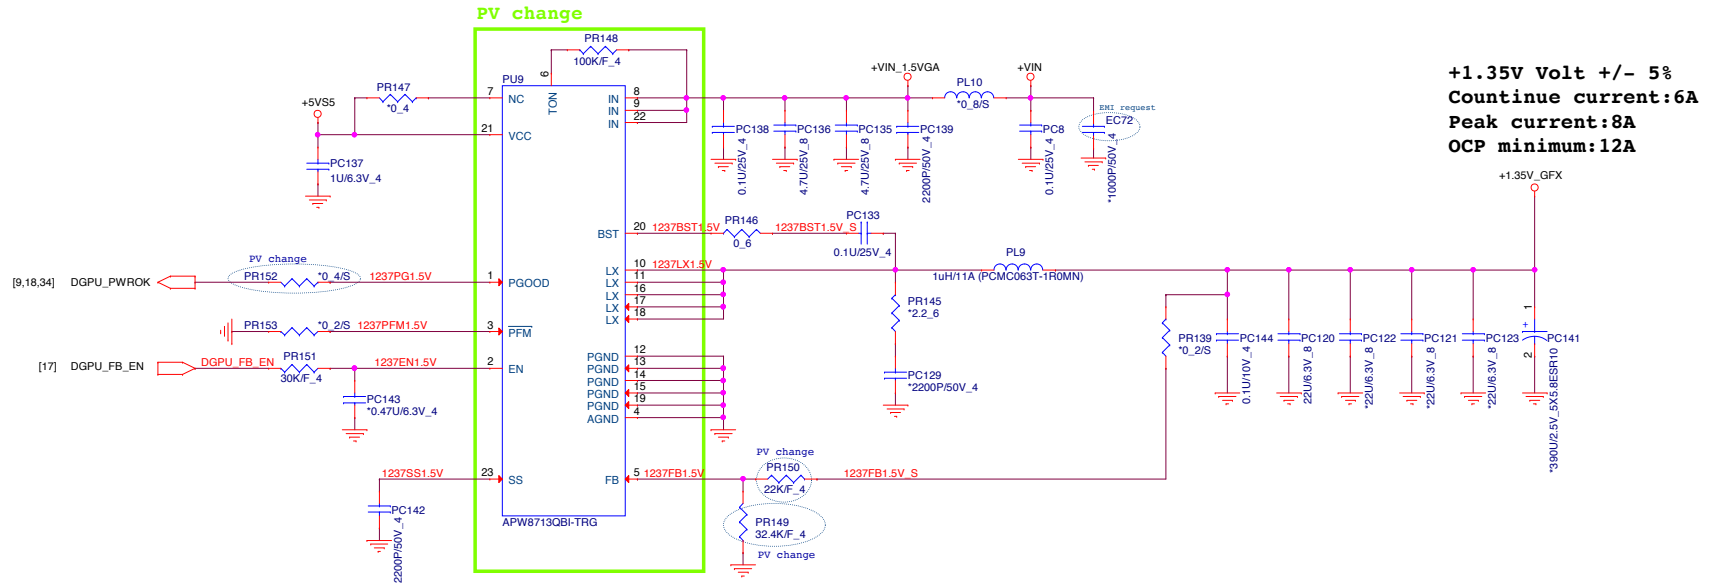 PV change
PR148
100K/F_4
6
TON
PU9
+5VS5
PR147
*0_4
7
NC
21
VCC
PC137
1U/6.3V_4
IN
8
IN
9
IN
22
+VIN_1.5VGA
PL10
*0_8/S
+VIN
EMI request
EC72
*1000P/50V_4
PC138
0.1U/25V_4
PC136
4.7U/25V_8
PC135
4.7U/25V_8
PC139
2200P/50V_4
PC8
0.1U/25V_4
+1.35V Volt +/- 5%
Countinue current:6A
Peak current:8A
OCP minimum:12A
+1.35V_GFX
BST
20
1237BST1.5V
PR146
0_6
1237BST1.5V_S
PC133
0.1U/25V_4
PV change
[9,18,34]
DGPU_PWROK
PR152
*0_4/S
1237PG1.5V
1
PGOOD
LX
10
1237LX1.5V
LX
11
LX
16
LX
17
LX
18
PL9
1uH/11A (PCMC063T-1R0MN)
PR145
*2.2_6
PC129
*2200P/50V_4
PR153
*0_2/S
1237PFM1.5V
3
PFM
[17]
DGPU_FB_EN
DGPU_FB_EN
PR151
30K/F_4
1237EN1.5V
2
EN
PC143
*0.47U/6.3V_4
PGND
12
PGND
13
PGND
14
PGND
15
PGND
19
AGND
4
PR139
*0_2/S
PC144
0.1U/10V_4
PC120
22U/6.3V_8
PC122
*22U/6.3V_8
PC121
*22U/6.3V_8
PC123
*22U/6.3V_8
1
+
2
PC141
*390U/2.5V_5X5.8ESR10
1237SS1.5V
23
SS
PC142
2200P/50V_4
FB
5
1237FB1.5V
PV change
PR150
22K/F_4
1237FB1.5V_S
PR149
32.4K/F_4
PV change
APW8713QBI-TRG